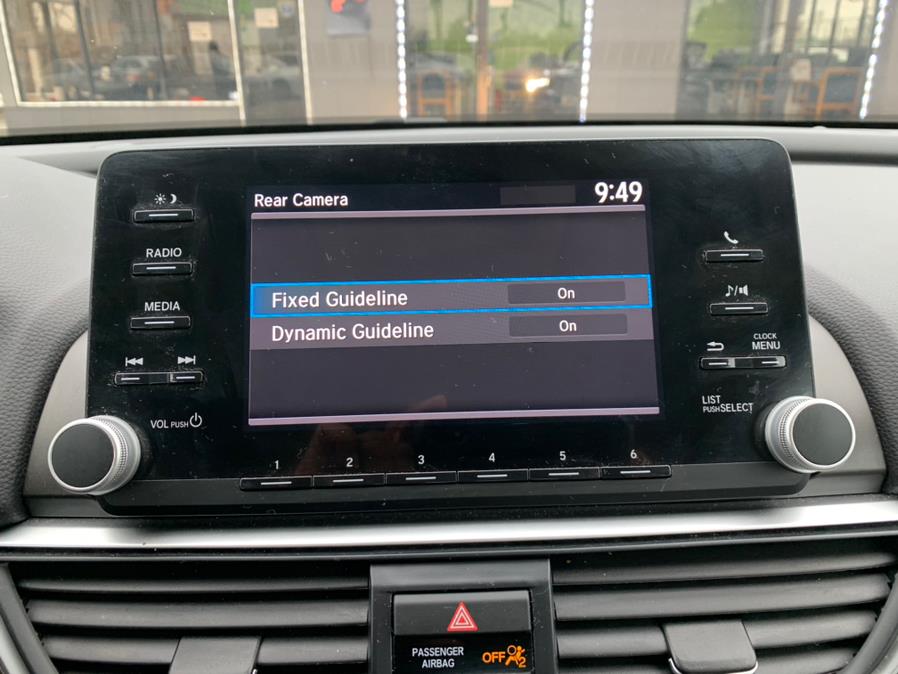 Rear Camera 9:49
RADIO
MEDIA
Fixed Guideline On
Dynamic Guideline On
CLOCK
MENU
VOL PUSH
LIST
PUSH SELECT
1 2 3 4 5 6
PASSENGER
AIRBAG
OFF 2